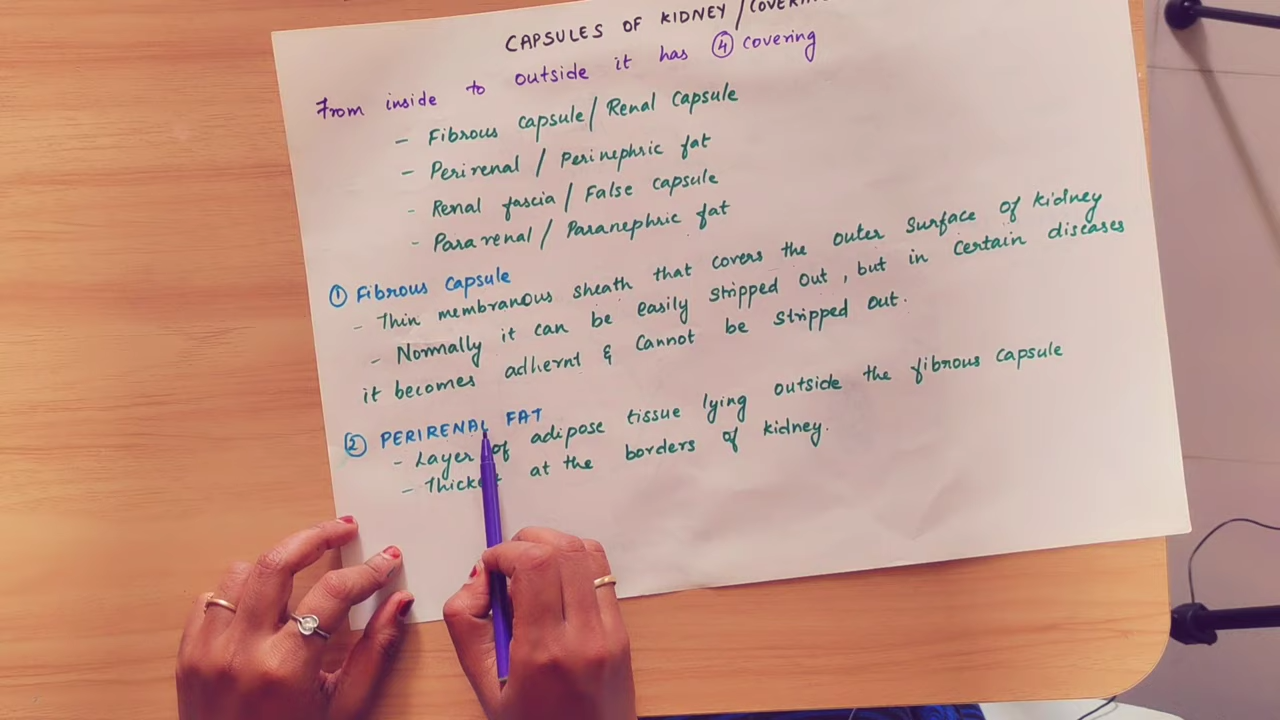 CAPSULES OF KIDNEY /
From inside to outside it has ④ covering
- Fibrous capsule / Renal capsule
- Perirenal / Perinephric fat
- Renal fascia / False capsule
- Pararenal / Paranephric fat
① Fibrous capsule
- Thin membranous sheath that covers the outer surface of kidney
- Normally it can be easily stripped out, but in certain diseases
it becomes adhernt & cannot be stripped out.
② PERIRENAL FAT
- Layer of adipose tissue lying outside the fibrous capsule
- at the borders of kidney.